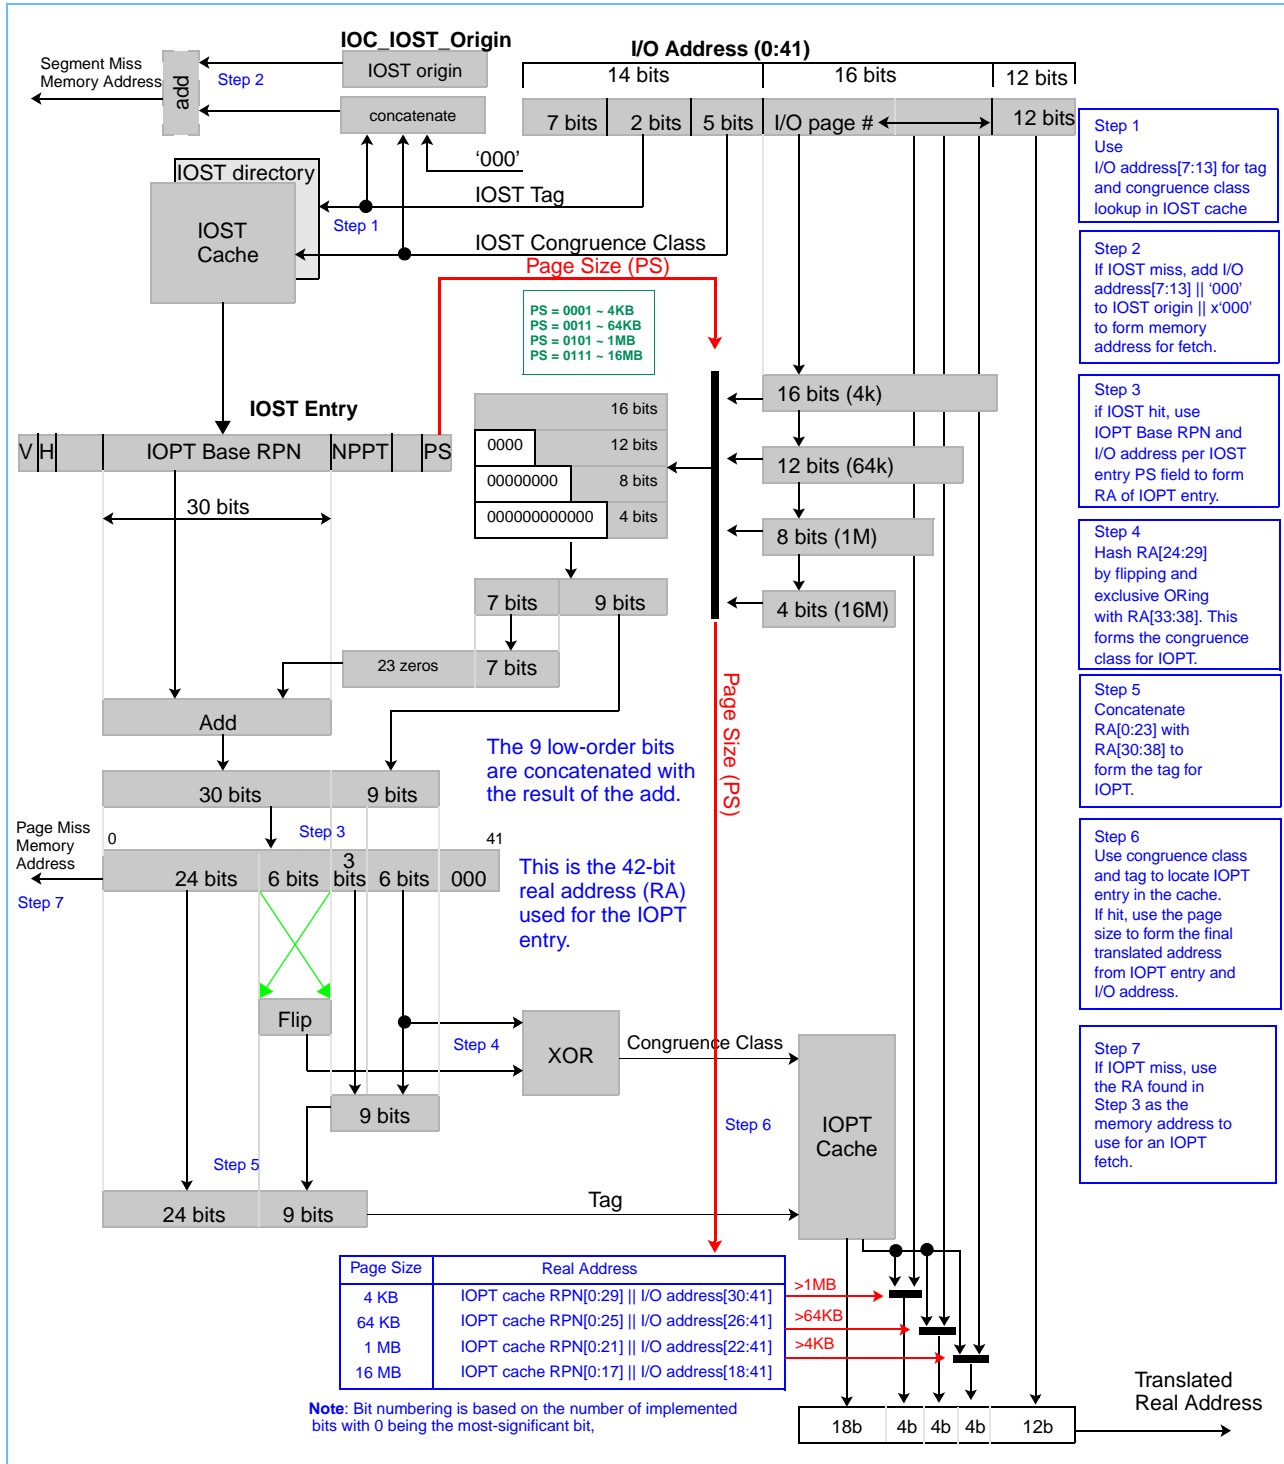 IOC_IOST_Origin
I/O Address (0:41)
Segment Miss
Memory Address
add
Step 2
IOST origin
concatenate
14 bits
16 bits
12 bits
7 bits
2 bits
5 bits
I/O page #
12 bits
'000'
IOST directory
IOST Tag
IOST
Cache
Step 1
IOST Congruence Class
Page Size (PS)
PS = 0001 ~ 4KB
PS = 0011 ~ 64KB
PS = 0101 ~ 1MB
PS = 0111 ~ 16MB
Step 1
Use
I/O address[7:13] for tag
and congruence class
lookup in IOST cache
Step 2
If IOST miss, add I/O
address[7:13] || '000'
to IOST origin || x'000'
to form memory
address for fetch.
Step 3
if IOST hit, use
IOPT Base RPN and
I/O address per IOST
entry PS field to form
RA of IOPT entry.
Step 4
Hash RA[24:29]
by flipping and
exclusive ORing
with RA[33:38]. This
forms the congruence
class for IOPT.
Step 5
Concatenate
RA[0:23] with
RA[30:38] to
form the tag for
IOPT.
Step 6
Use congruence class
and tag to locate IOPT
entry in the cache.
If hit, use the page
size to form the final
translated address
from IOPT entry and
I/O address.
Step 7
If IOPT miss, use
the RA found in
Step 3 as the
memory address to
use for an IOPT
fetch.
IOST Entry
V
H
IOPT Base RPN
NPPT
PS
30 bits
16 bits
0000
12 bits
00000000
8 bits
000000000000
4 bits
16 bits (4k)
12 bits (64k)
8 bits (1M)
4 bits (16M)
7 bits
9 bits
23 zeros
7 bits
Add
Page Size (PS)
The 9 low-order bits
are concatenated with
the result of the add.
30 bits
9 bits
Page Miss
Memory
Address
Step 7
0
Step 3
41
24 bits
6 bits
3
bits
6 bits
000
This is the 42-bit
real address (RA)
used for the IOPT
entry.
Flip
Step 4
XOR
Congruence Class
9 bits
Step 6
IOPT
Cache
Step 5
24 bits
9 bits
Tag
Page Size
Real Address
4 KB
IOPT cache RPN[0:29] || I/O address[30:41]
64 KB
IOPT cache RPN[0:25] || I/O address[26:41]
1 MB
IOPT cache RPN[0:21] || I/O address[22:41]
16 MB
IOPT cache RPN[0:17] || I/O address[18:41]
>1MB
>64KB
>4KB
Note: Bit numbering is based on the number of implemented
bits with 0 being the most-significant bit,
Translated
Real Address
18b
4b
4b
4b
12b